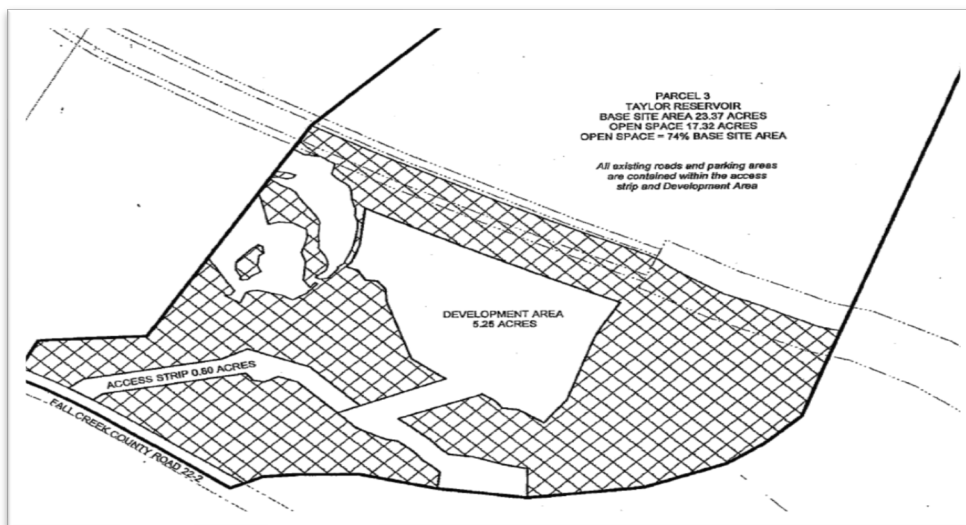 PARCEL 3
TAYLOR RESERVOIR
BASE SITE AREA 23.37 ACRES
OPEN SPACE 17.32 ACRES
OPEN SPACE = 74% BASE SITE AREA
All existing roads and parking areas
are contained within the access
strip and Development Area
DEVELOPMENT AREA
5.25 ACRES
ACCESS STRIP 0.80 ACRES
FALL CREEK COUNTY ROAD 22-2